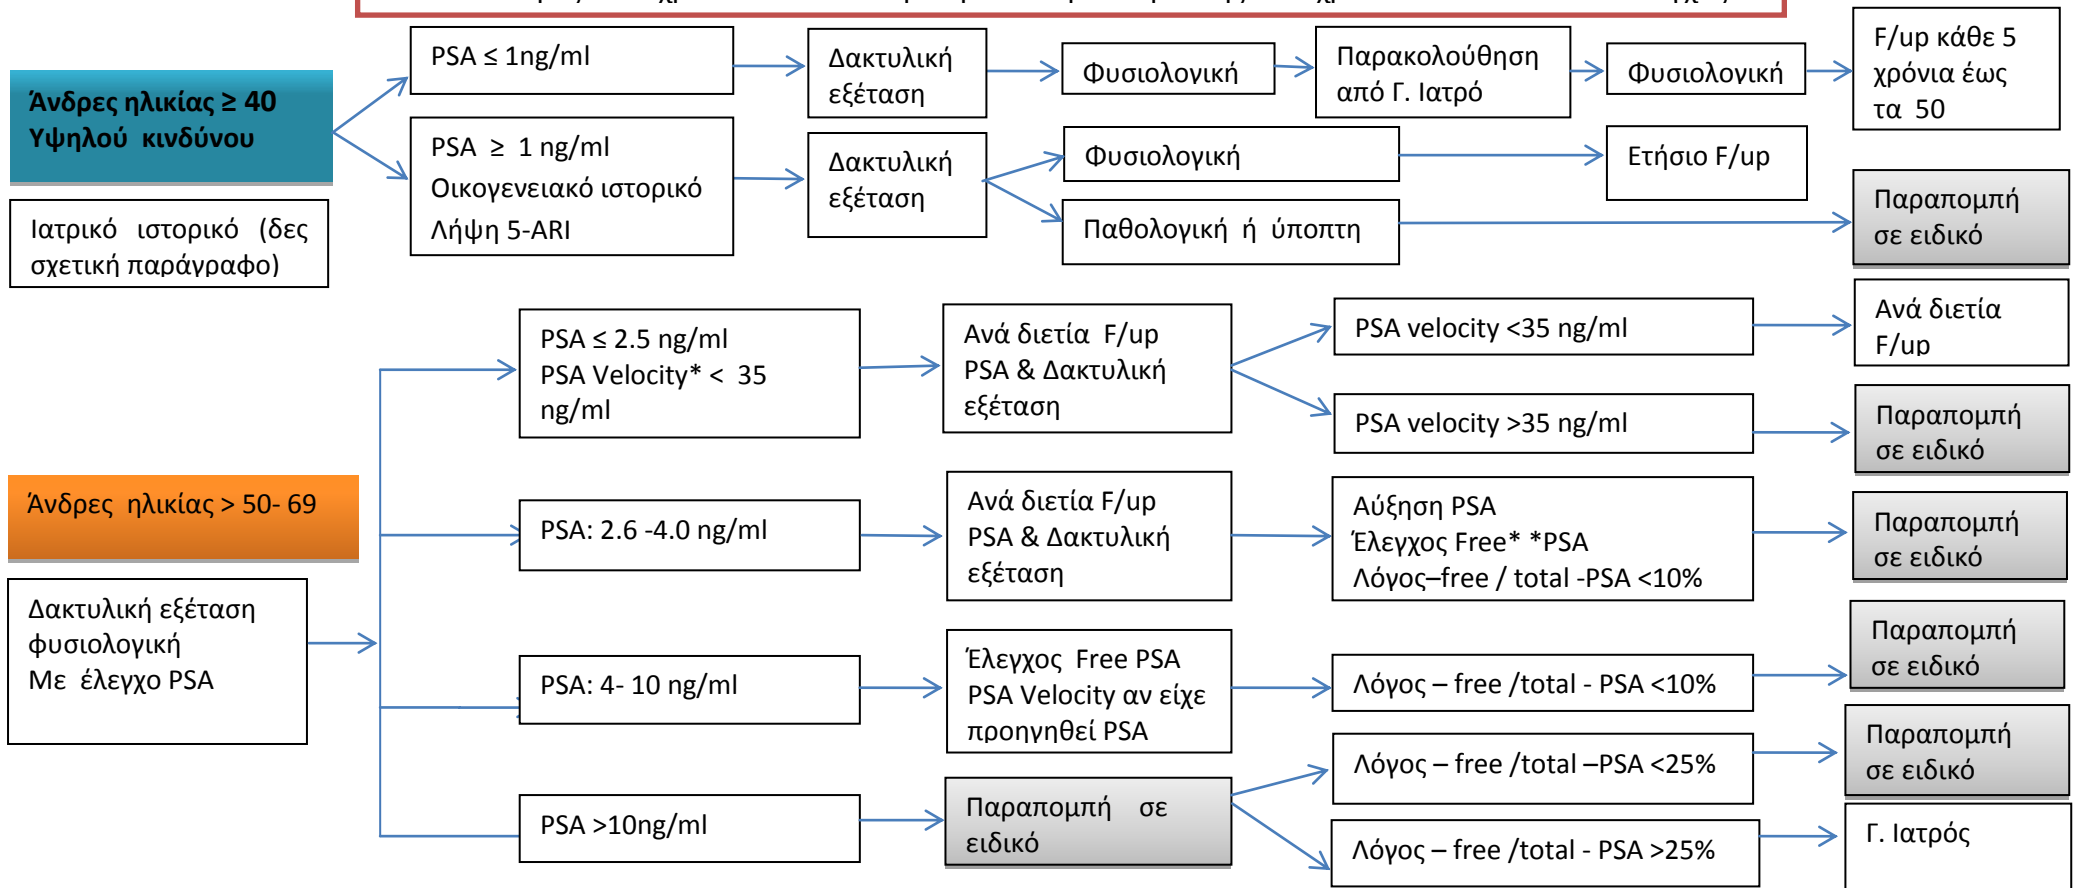 PSA ≤ 1ng/ml
Δακτυλική
εξέταση
Φυσιολογική
Παρακολούθηση
από Γ. Ιατρό
Φυσιολογική
F/up κάθε 5
χρόνια έως
τα 50
Άνδρες ηλικίας ≥ 40
Υψηλού κινδύνου
PSA ≥ 1 ng/ml
Οικογενειακό ιστορικό
Λήψη 5-ARI
Δακτυλική
εξέταση
Φυσιολογική
Ετήσιο F/up
Παθολογική ή ύποπτη
Παραπομπή
σε ειδικό
Ιατρικό ιστορικό (δες
σχετική παράγραφο)
PSA ≤ 2.5 ng/ml
PSA Velocity* < 35
ng/ml
Ανά διετία F/up
PSA & Δακτυλική
εξέταση
PSA velocity <35 ng/ml
Ανά διετία
F/up
PSA velocity >35 ng/ml
Παραπομπή
σε ειδικό
Άνδρες ηλικίας > 50- 69
PSA: 2.6 -4.0 ng/ml
Ανά διετία F/up
PSA & Δακτυλική
εξέταση
Αύξηση PSA
Έλεγχος Free* *PSA
Λόγος–free / total -PSA <10%
Παραπομπή
σε ειδικό
Δακτυλική εξέταση
φυσιολογική
Με έλεγχο PSA
PSA: 4- 10 ng/ml
Έλεγχος Free PSA
PSA Velocity αν είχε
προηγηθεί PSA
Λόγος – free /total - PSA <10%
Παραπομπή
σε ειδικό
Λόγος – free /total –PSA <25%
Παραπομπή
σε ειδικό
PSA >10ng/ml
Παραπομπή σε
ειδικό
Λόγος – free /total - PSA >25%
Γ. Ιατρός